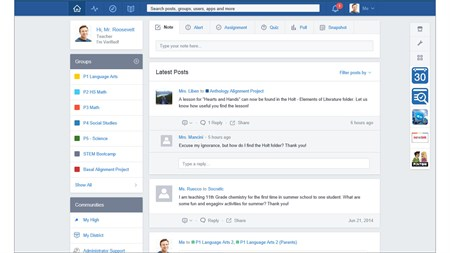 Search posts, groups, users, apps and more
Me
Hi, Mr. Roosevelt
Teacher
I'm Verified!
Note
Alert
Assignment
Quiz
Poll
Snapshot
Type your note here...
Groups
P1 Language Arts
P2 HS Math
P3 Math
P4 Social Studies
P5 - Science
STEM Bootcamp
Basal Alignment Project
Show All
Communities
My High
My District
Administrator Support
Latest Posts
Filter posts by
Mrs. Liben to Anthology Alignment Project
A lesson for "Hearts and Hands" can now be found in the Holt - Elements of Literature folder. Let us
know how useful you find the lesson!
1 Reply
Share
6 hours ago
Mrs. Mancini - 5 hours ago
Excuse my ignorance, but how do I find the Holt folder? Thank you!
Type a reply...
Ms. Ruecos to Socratic
I am teaching 11th Grade chemistry for the first time in summer school to one student. What are
some fun and engaging activities for summer? Thank you!
Reply
Share
Jun 21, 2014
Me to P1 Language Arts 2, P1 Language Arts 2 (Parents)
30